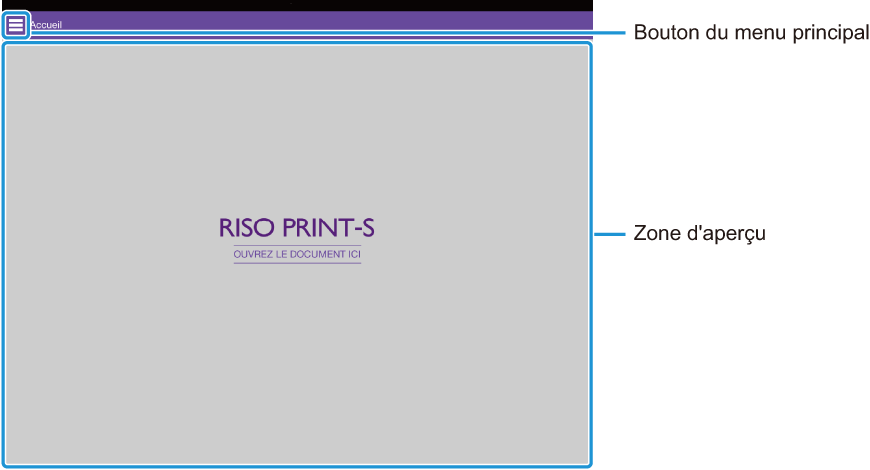 Accueil
Bouton du menu principal
RISO PRINT-S
OUVREZ LE DOCUMENT ICI
Zone d'aperçu